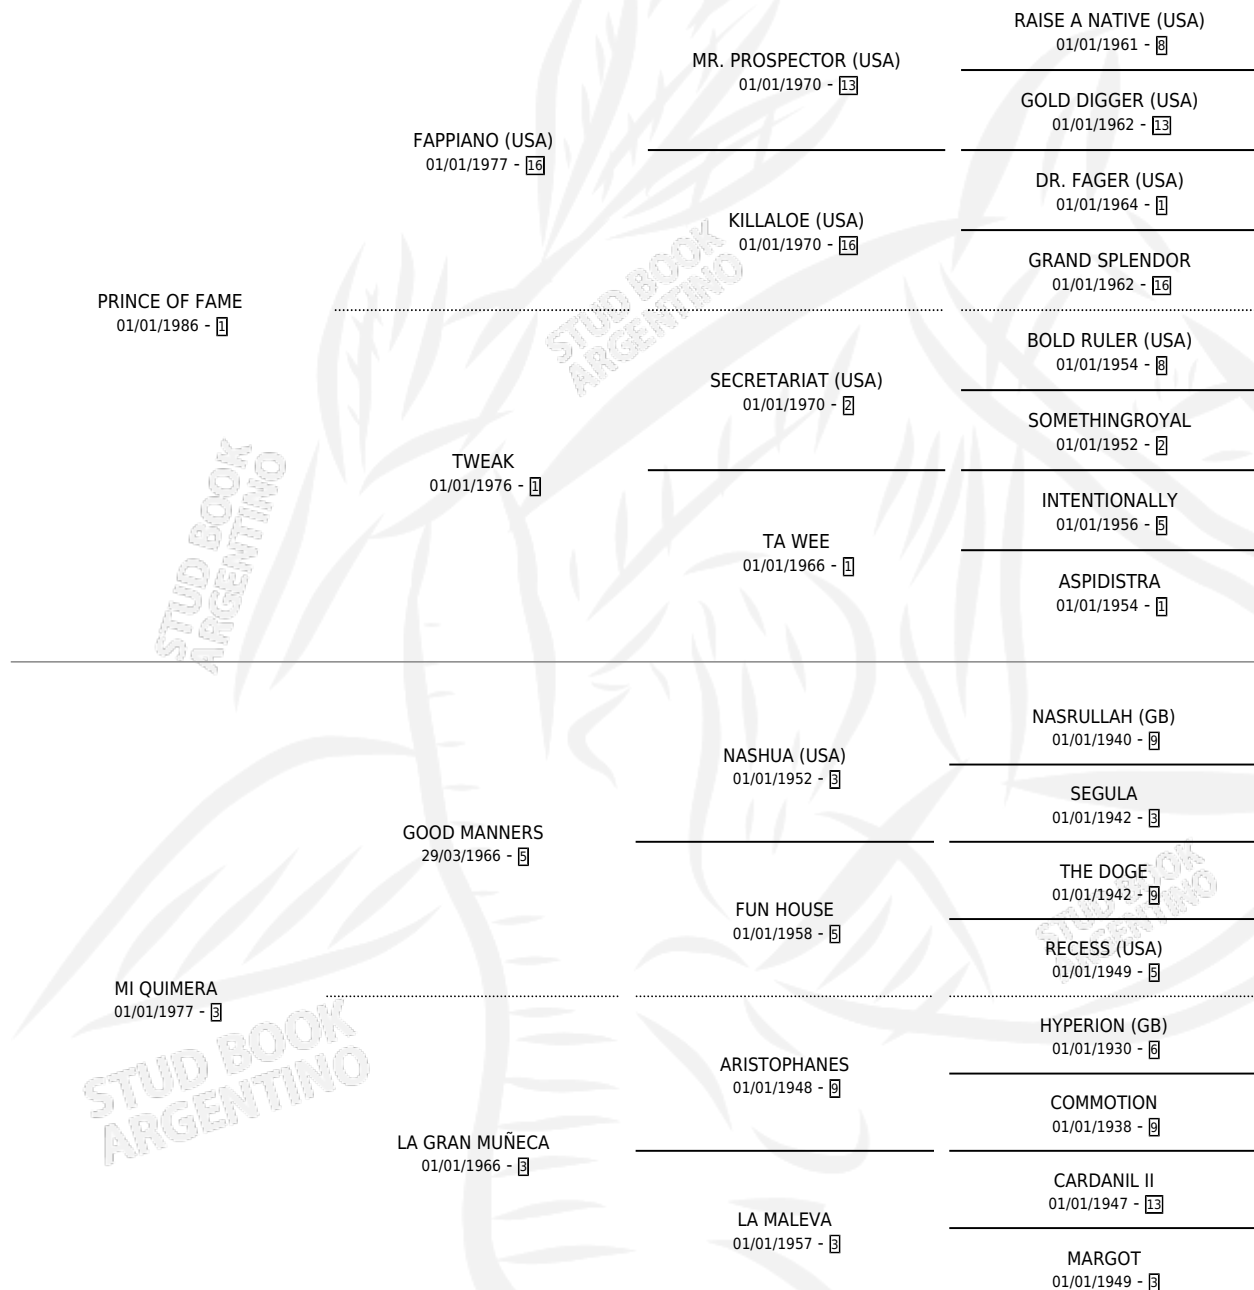 RAISE A NATIVE (USA)
01/01/1961 - 8
MR. PROSPECTOR (USA)
01/01/1970 - 13
GOLD DIGGER (USA)
01/01/1962 - 13
FAPPIANO (USA)
01/01/1977 - 16
DR. FAGER (USA)
01/01/1964 - 1
KILLALOE (USA)
01/01/1970 - 16
GRAND SPLENDOR
01/01/1962 - 16
PRINCE OF FAME
01/01/1986 - 1
STUD BOOK
ARGENTINO
BOLD RULER (USA)
01/01/1954 - 8
SECRETARIAT (USA)
01/01/1970 - 2
SOMETHINGROYAL
01/01/1952 - 2
TWEAK
01/01/1976 - 1
INTENTIONALLY
01/01/1956 - 5
TA WEE
01/01/1966 - 1
ASPIDISTRA
01/01/1954 - 1
STUD BOOK
ARGENTINO
NASRULLAH (GB)
01/01/1940 - 9
NASHUA (USA)
01/01/1952 - 3
SEGULA
01/01/1942 - 3
GOOD MANNERS
29/03/1966 - 5
THE DOGE
01/01/1942 - 9
FUN HOUSE
01/01/1958 - 5
RECESS (USA)
01/01/1949 - 5
STUD BOOK
ARGENTINO
MI QUIMERA
01/01/1977 - 3
STUD BOOK
ARGENTINO
HYPERION (GB)
01/01/1930 - 6
ARISTOPHANES
01/01/1948 - 9
COMMOTION
01/01/1938 - 9
LA GRAN MUÑECA
01/01/1966 - 3
CARDANIL II
01/01/1947 - 13
LA MALEVA
01/01/1957 - 3
MARGOT
01/01/1949 - 3